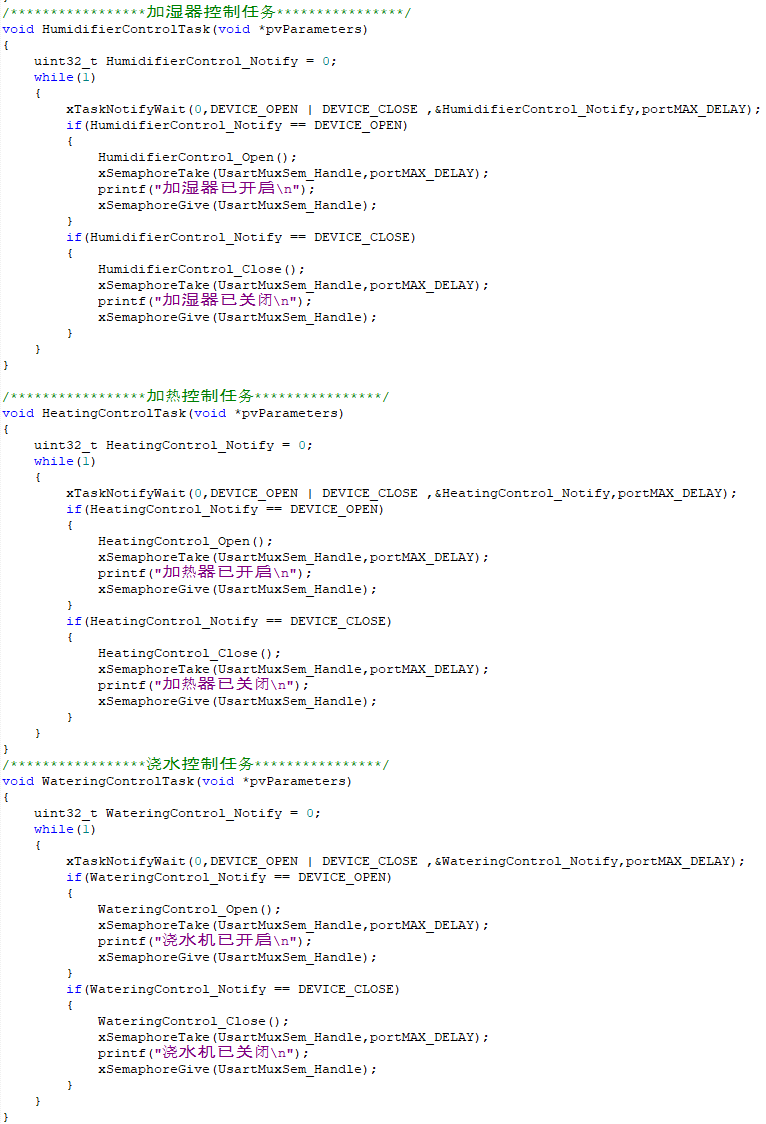 /*****************加湿器控制任务****************/
void HumidifierControlTask(void *pvParameters)
{
    uint32_t HumidifierControl_Notify = 0;
    while(1)
    {
        xTaskNotifyWait(0,DEVICE_OPEN | DEVICE_CLOSE ,&HumidifierControl_Notify,portMAX_DELAY);
        if(HumidifierControl_Notify == DEVICE_OPEN)
        {
            HumidifierControl_Open();
            xSemaphoreTake(UsartMuxSem_Handle,portMAX_DELAY);
            printf("加湿器已开启\n");
            xSemaphoreGive(UsartMuxSem_Handle);
        }
        if(HumidifierControl_Notify == DEVICE_CLOSE)
        {
            HumidifierControl_Close();
            xSemaphoreTake(UsartMuxSem_Handle,portMAX_DELAY);
            printf("加湿器已关闭\n");
            xSemaphoreGive(UsartMuxSem_Handle);
        }
    }
}

/*****************加热控制任务****************/
void HeatingControlTask(void *pvParameters)
{
    uint32_t HeatingControl_Notify = 0;
    while(1)
    {
        xTaskNotifyWait(0,DEVICE_OPEN | DEVICE_CLOSE ,&HeatingControl_Notify,portMAX_DELAY);
        if(HeatingControl_Notify == DEVICE_OPEN)
        {
            HeatingControl_Open();
            xSemaphoreTake(UsartMuxSem_Handle,portMAX_DELAY);
            printf("加热器已开启\n");
            xSemaphoreGive(UsartMuxSem_Handle);
        }
        if(HeatingControl_Notify == DEVICE_CLOSE)
        {
            HeatingControl_Close();
            xSemaphoreTake(UsartMuxSem_Handle,portMAX_DELAY);
            printf("加热器已关闭\n");
            xSemaphoreGive(UsartMuxSem_Handle);
        }
    }
}
/*****************浇水控制任务****************/
void WateringControlTask(void *pvParameters)
{
    uint32_t WateringControl_Notify = 0;
    while(1)
    {
        xTaskNotifyWait(0,DEVICE_OPEN | DEVICE_CLOSE ,&WateringControl_Notify,portMAX_DELAY);
        if(WateringControl_Notify == DEVICE_OPEN)
        {
            WateringControl_Open();
            xSemaphoreTake(UsartMuxSem_Handle,portMAX_DELAY);
            printf("浇水机已开启\n");
            xSemaphoreGive(UsartMuxSem_Handle);
        }
        if(WateringControl_Notify == DEVICE_CLOSE)
        {
            WateringControl_Close();
            xSemaphoreTake(UsartMuxSem_Handle,portMAX_DELAY);
            printf("浇水机已关闭\n");
            xSemaphoreGive(UsartMuxSem_Handle);
        }
    }
}